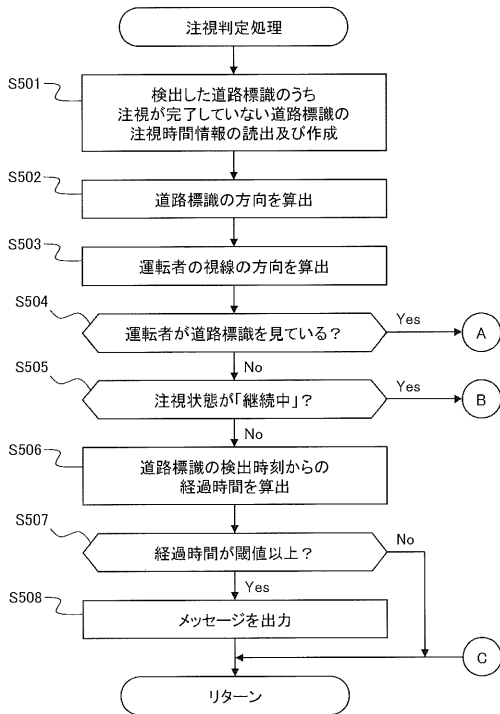 注視判定処理
S501
検出した道路標識のうち
注視が完了していない道路標識の
注視時間情報の読出及び作成
S502
道路標識の方向を算出
S503
運転者の視線の方向を算出
S504
運転者が道路標識を見ている？
Yes
A
No
S505
注視状態が「継続中」？
Yes
B
No
S506
道路標識の検出時刻からの
経過時間を算出
S507
経過時間が閾値以上？
No
Yes
S508
メッセージを出力
C
リターン